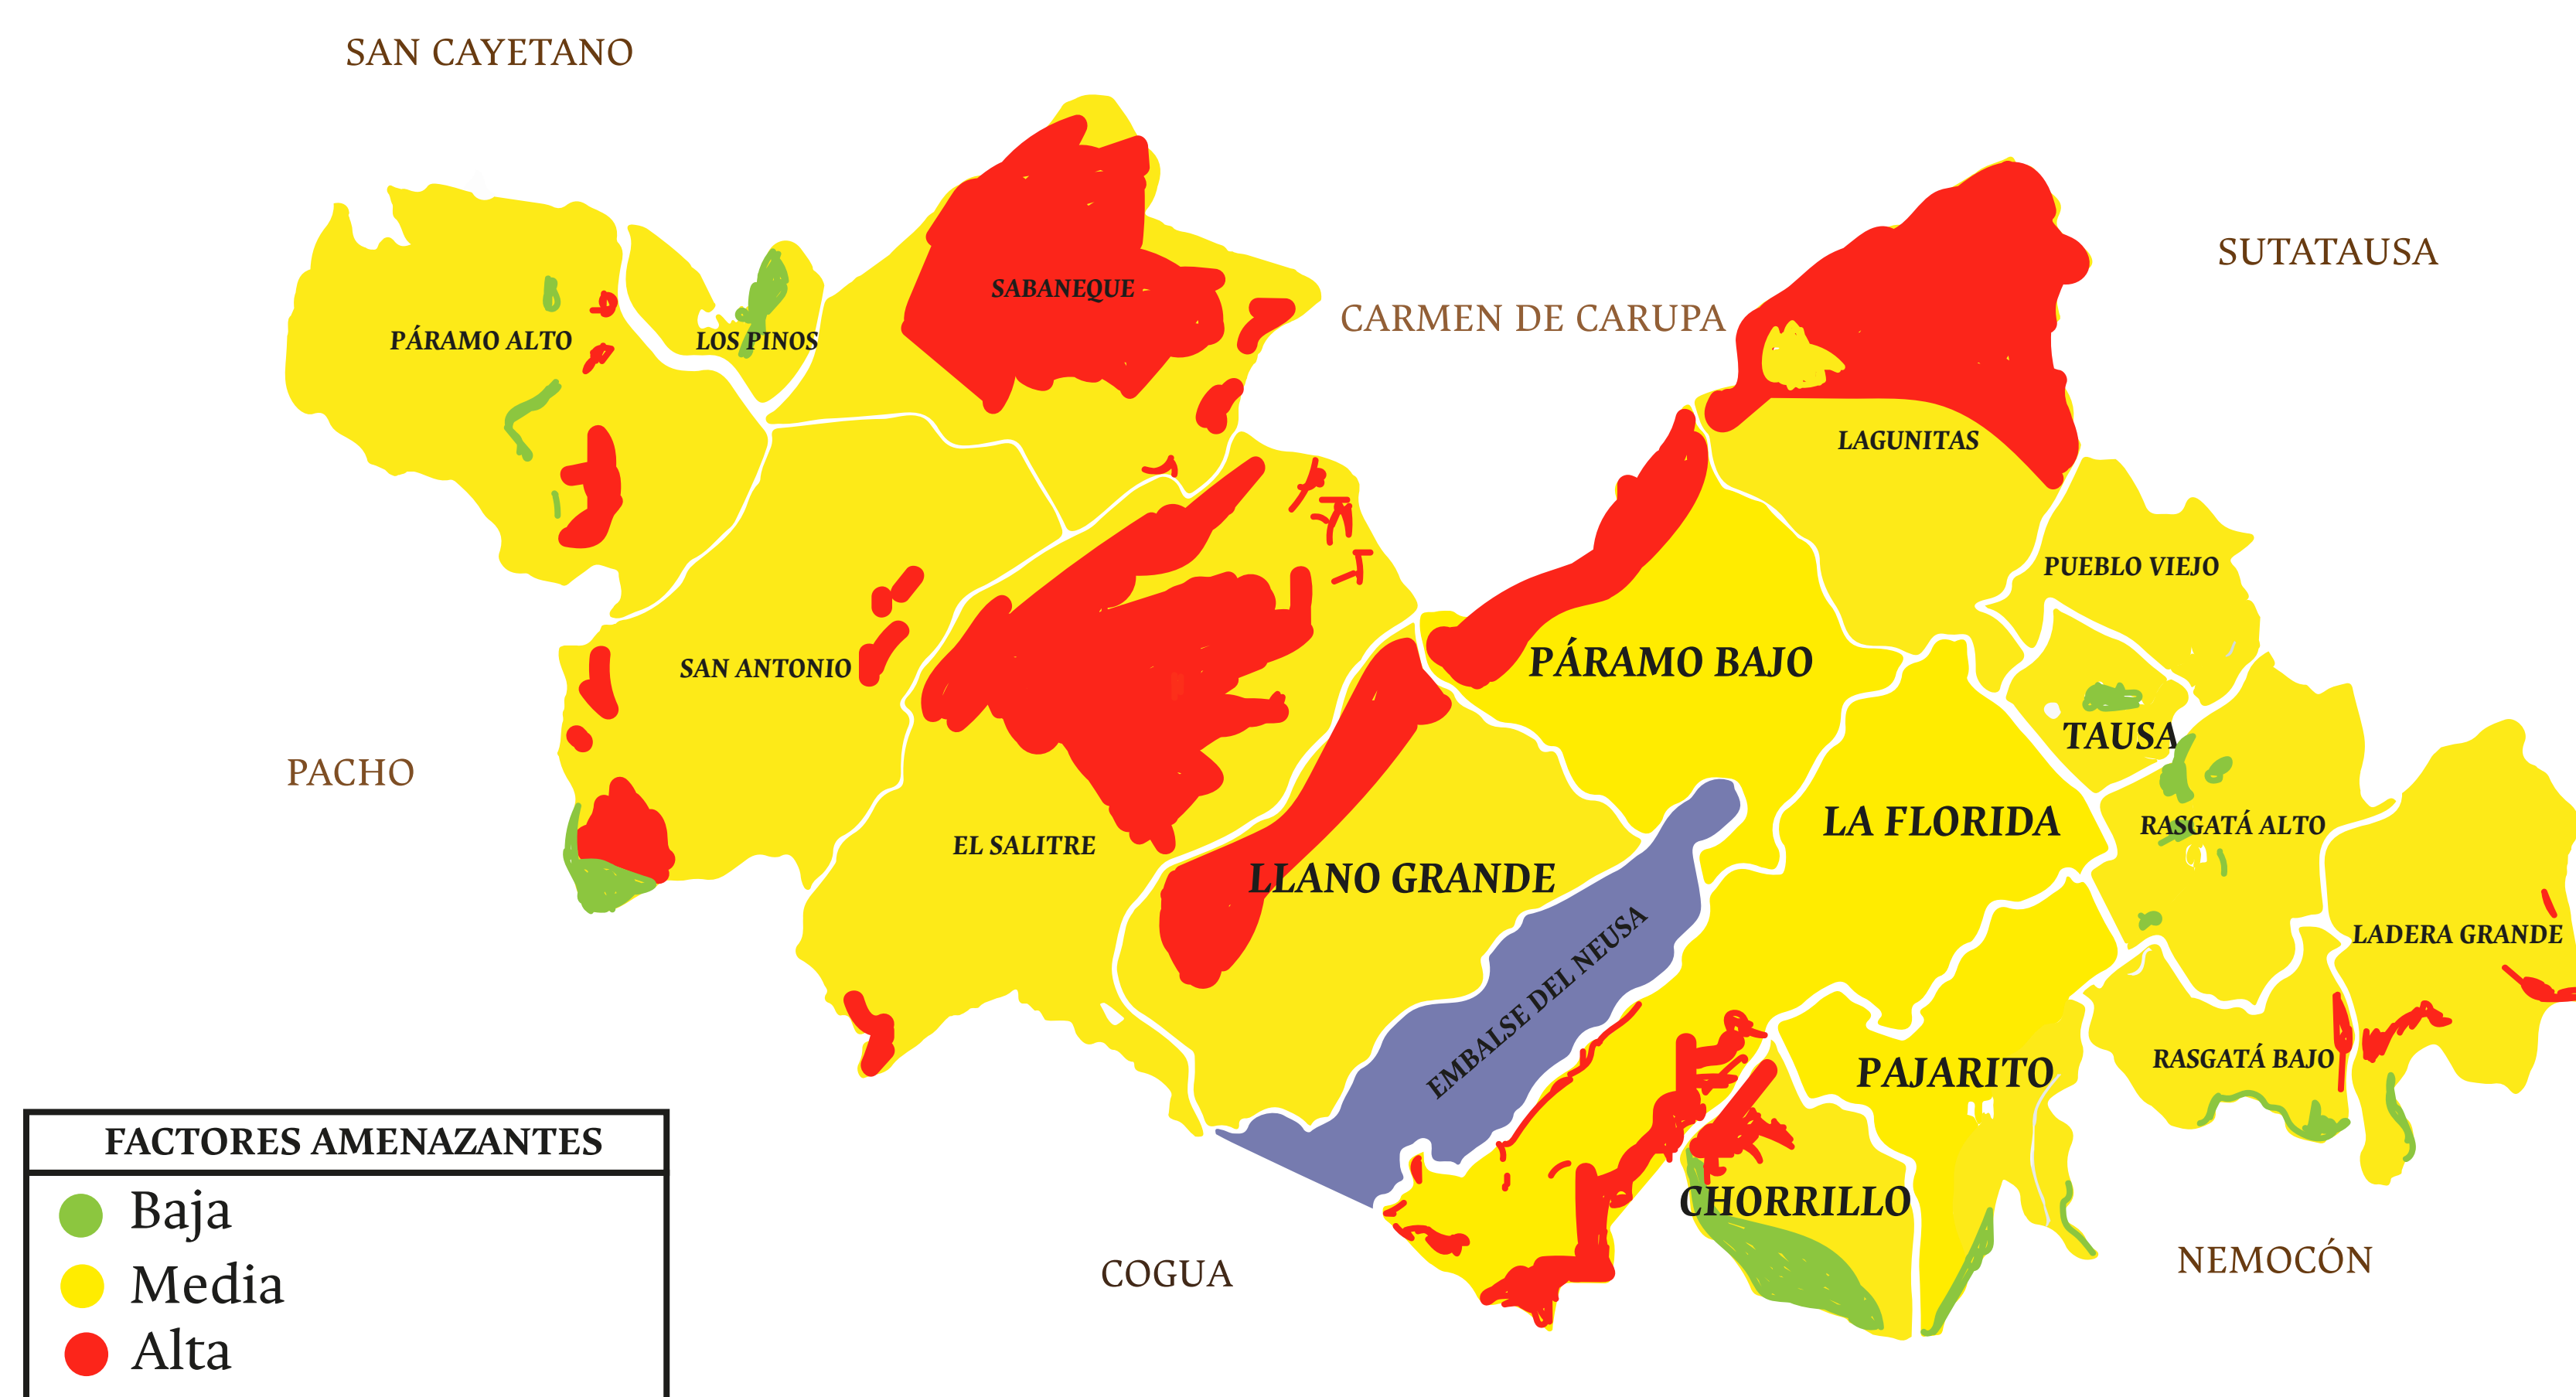 SAN CAYETANO
SUTATAUSA
SABANEQUE
CARMEN DE CARUPA
PÁRAMO ALTO
LOS PINOS
LAGUNITAS
PUEBLO VIEJO
SAN ANTONIO
PÁRAMO BAJO
TAUSA
PACHO
LA FLORIDA
RASGATÁ ALTO
EL SALITRE
LLANO GRANDE
LADERA GRANDE
EMBALSE DEL NEUSA
RASGATÁ BAJO
PAJARITO
CHORRILLO
COGUA
NEMOCÓN
FACTORES AMENAZANTES
Baja
Media
Alta